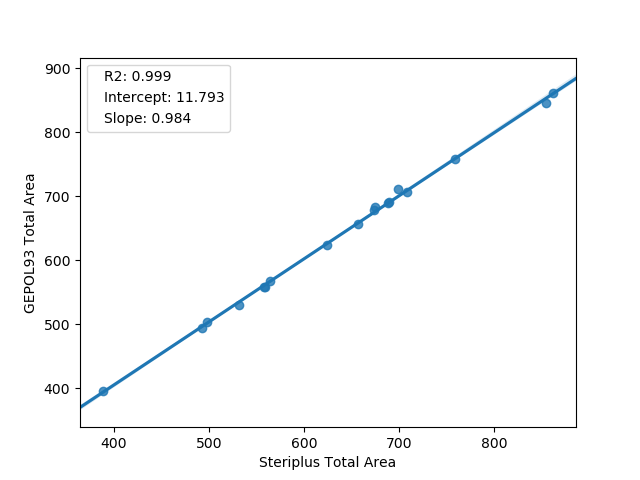 R2: 0.999
Intercept: 11.793
Slope: 0.984
900
800
700
600
500
400
GEPOL93 Total Area
400 500 600 700 800
Steriplus Total Area